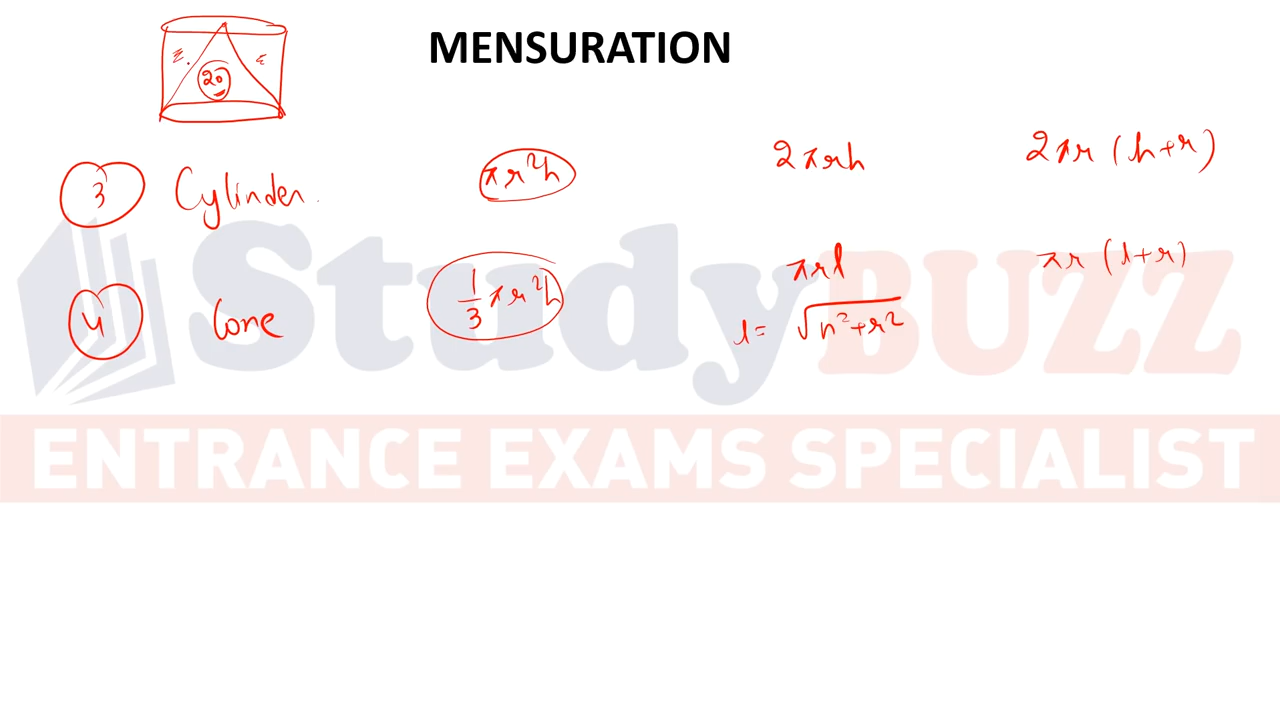 MENSURATION
20
3 Cylinder. πr²h 2πrh 2πr (h+r)
4 Cone 1/3 πr²h πrl πr (l+r)
l = √h²+r²
StudyBUZZ
ENTRANCE EXAMS SPECIALIST